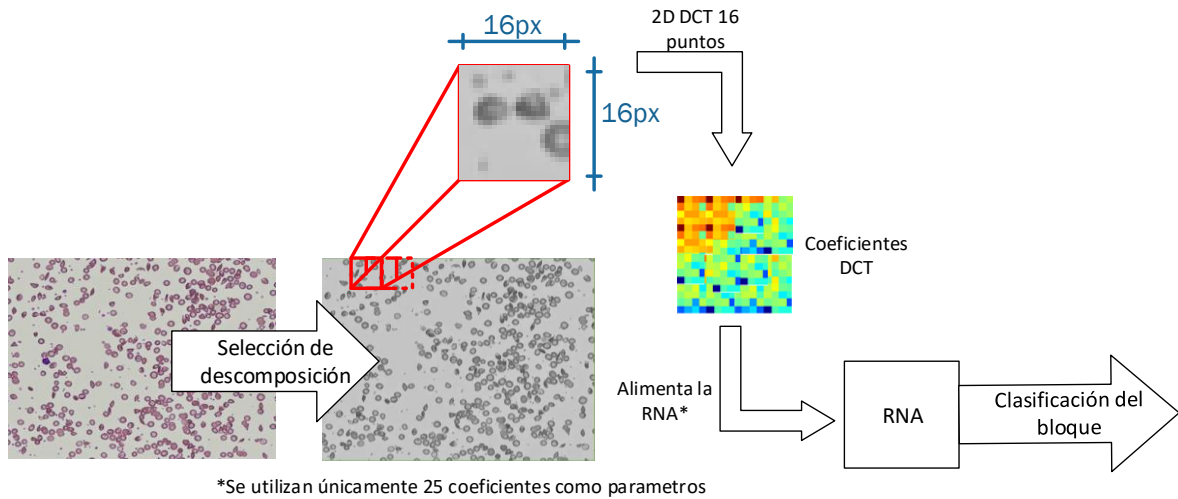 16px
16px
2D DCT 16
puntos
Coeficientes
DCT
Selección de
descomposición
Alimenta la
RNA*
RNA
Clasificación del
bloque
*Se utilizan únicamente 25 coeficientes como parametros